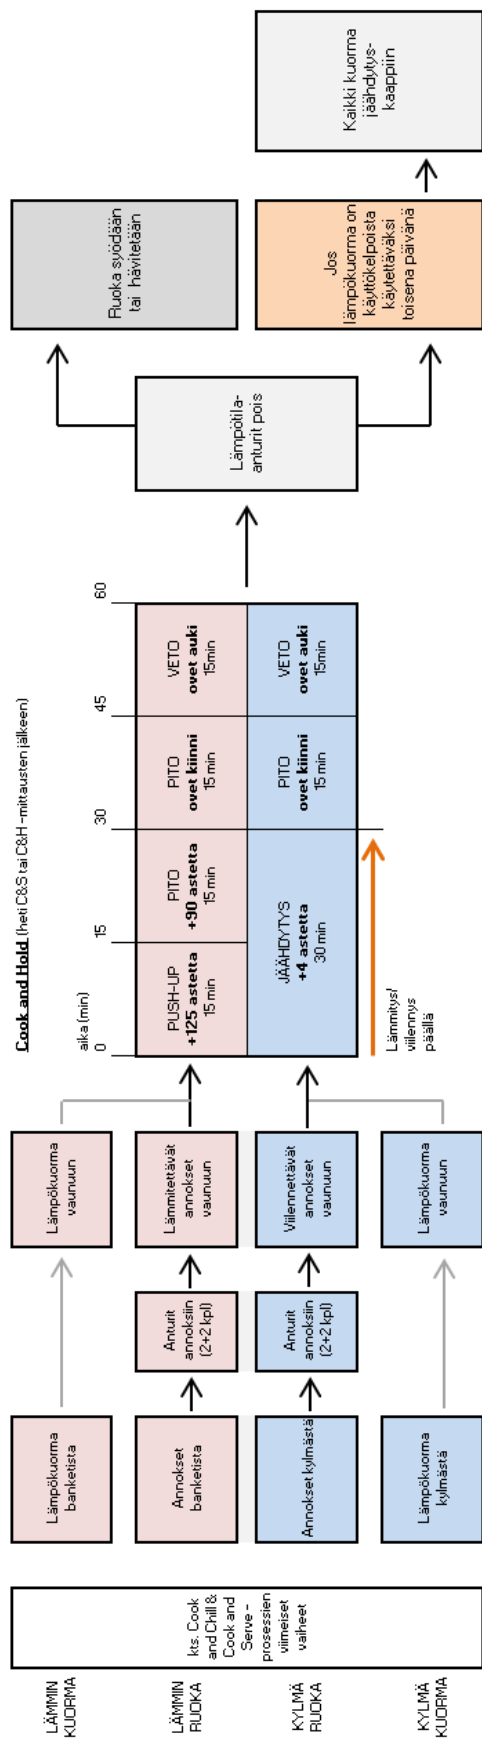 Cook and Hold (heti C&S tai C&H -mittausten jälkeen)
LÄMMIN
KUORMA
LÄMMIN
RUOKA
KYLMÄ
RUOKA
KYLMÄ
KUORMA
kts. Cook
and Chill &
Cook and
Serve -
prosessien
viimeiset
vaiheet
Lämpökuorma
banketista
Annokset
banketista
Annokset kylmästä
Lämpökuorma
kylmästä
Anturit
annoksiin
(2+2 kpl)
Anturit
annoksiin
(2+2 kpl)
Lämpökuorma
vaunuun
Lämmitettävät
annokset
vaunuun
Viilennettävät
annokset
vaunuun
Lämpökuorma
vaunuun
aika (min)
0
15
30
45
60
PUSH-UP
+125 astetta
15 min
PITO
+90 astetta
15 min
PITO
ovet kiinni
15 min
VETO
ovet auki
15min
JÄÄHDYTYS
+4 astetta
30 min
PITO
ovet kiinni
15min
VETO
ovet auki
15min
Lämmitys/
viilennys
päällä
Lämpötila-
anturit pois
Ruoka syödään
tai hävitetään
Jos
lämpökuorma on
käyttökelpoista
käytettäväksi
toisena päivänä
Kaikki kuorma
jäähdytys-
kaappiin